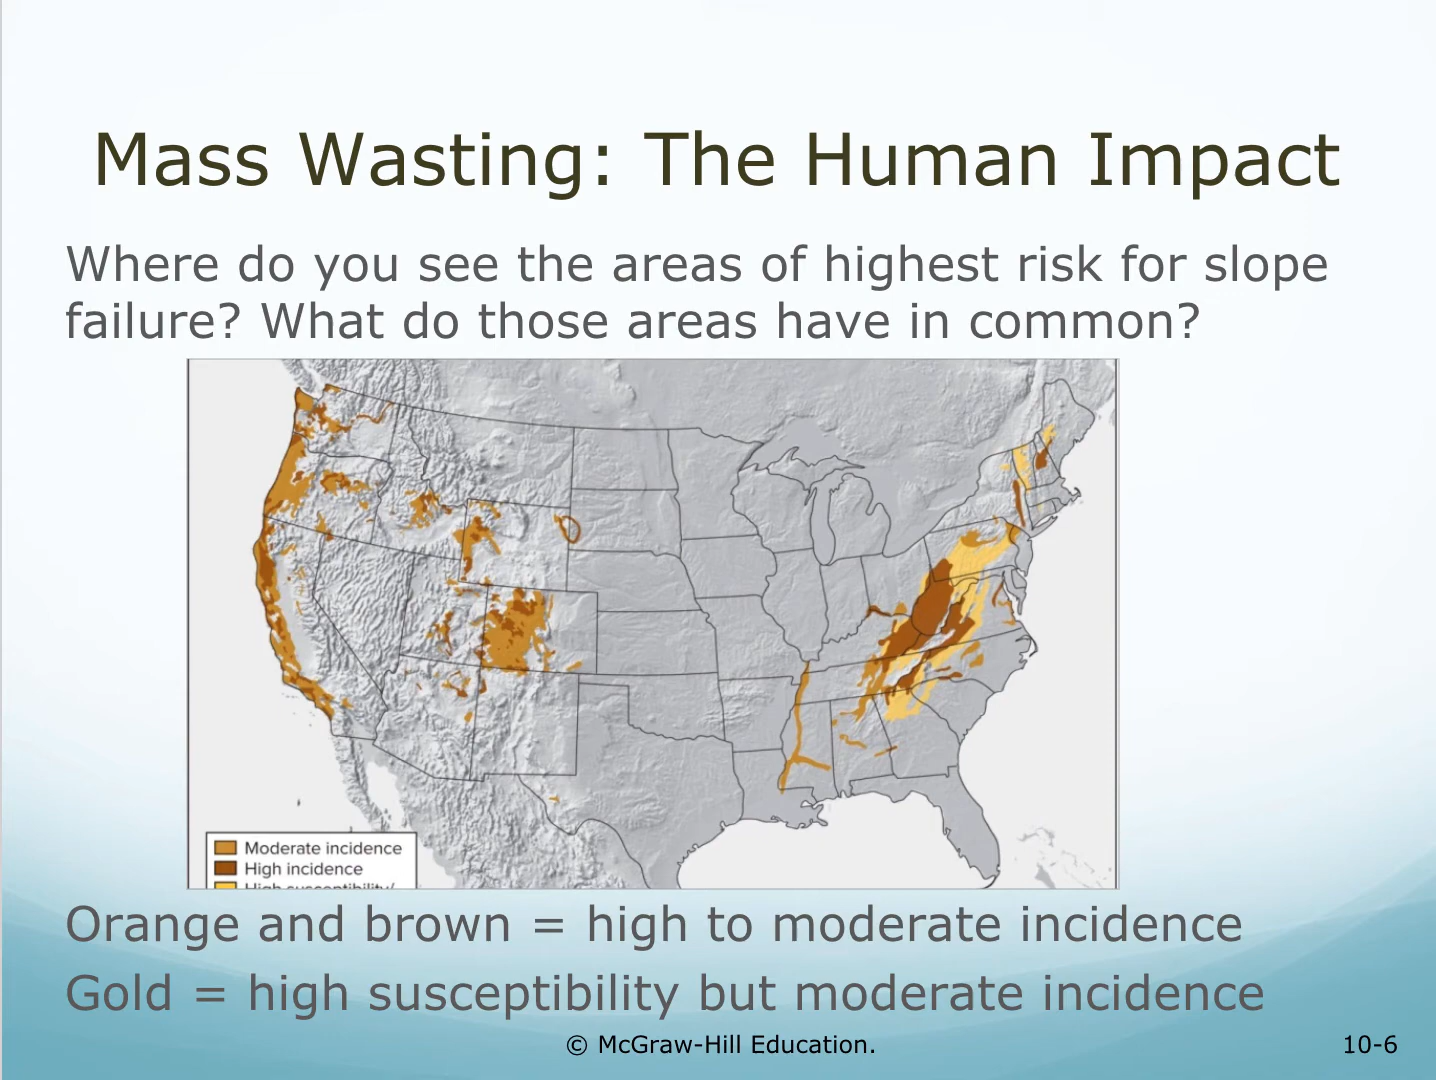 Mass Wasting: The Human Impact
Where do you see the areas of highest risk for slope
failure? What do those areas have in common?
Moderate incidence
High incidence
High susceptibility/
Orange and brown = high to moderate incidence
Gold = high susceptibility but moderate incidence
© McGraw-Hill Education.
10-6